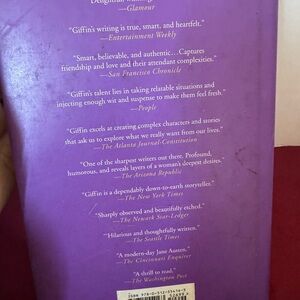 —Glamour
“Giffin's writing is true, smart, and heartfelt.”
—Entertainment Weekly
“Smart, believable, and authentic…Captures
friendship and love and their attendant complexities.”
—San Francisco Chronicle
“Giffin's talent lies in taking relatable situations and
injecting enough wit and suspense to make them feel fresh.”
—People
“Giffin excels at creating complex characters and stories
that ask us to explore what we really want from our lives.”
—The Atlanta Journal-Constitution
“One of the sharpest writers out there. Profound,
humorous, and reveals layers of a woman's deepest desires.”
—The Arizona Republic
“Giffin is a dependably down-to-earth storyteller.”
—The New York Times
“Sharply observed and beautifully etched.”
—The Newark Star-Ledger
“Hilarious and thoughtfully written.”
—The Seattle Times
“A modern-day Jane Austen.”
—The Cincinnati Enquirer
“A thrill to read.”
—The Washington Post